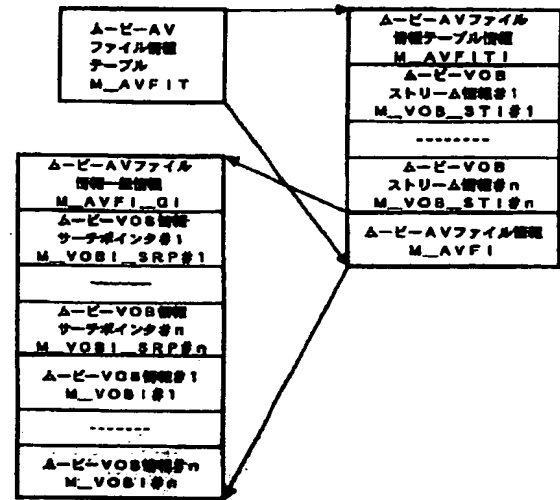 ムービーAV
ファイル情報
テーブル
M_AVFIT
ムービーAVファイル
情報テーブル情報
M_AVFITI
ムービーVOB
ストリーム情報#1
M_VOB_STI#1
--------
ムービーVOB
ストリーム情報#n
M_VOB_STI#n
ムービーAVファイル情報
M_AVFI
ムービーAVファイル
情報一般情報
M_AVFI_GI
ムービーVOB情報
サーチポインタ#1
M_VOBI_SRP#1
--------
ムービーVOB情報
サーチポインタ#n
M_VOBI_SRP#n
ムービーVOB情報#1
M_VOBI#1
--------
ムービーVOB情報#n
M_VOBI#n